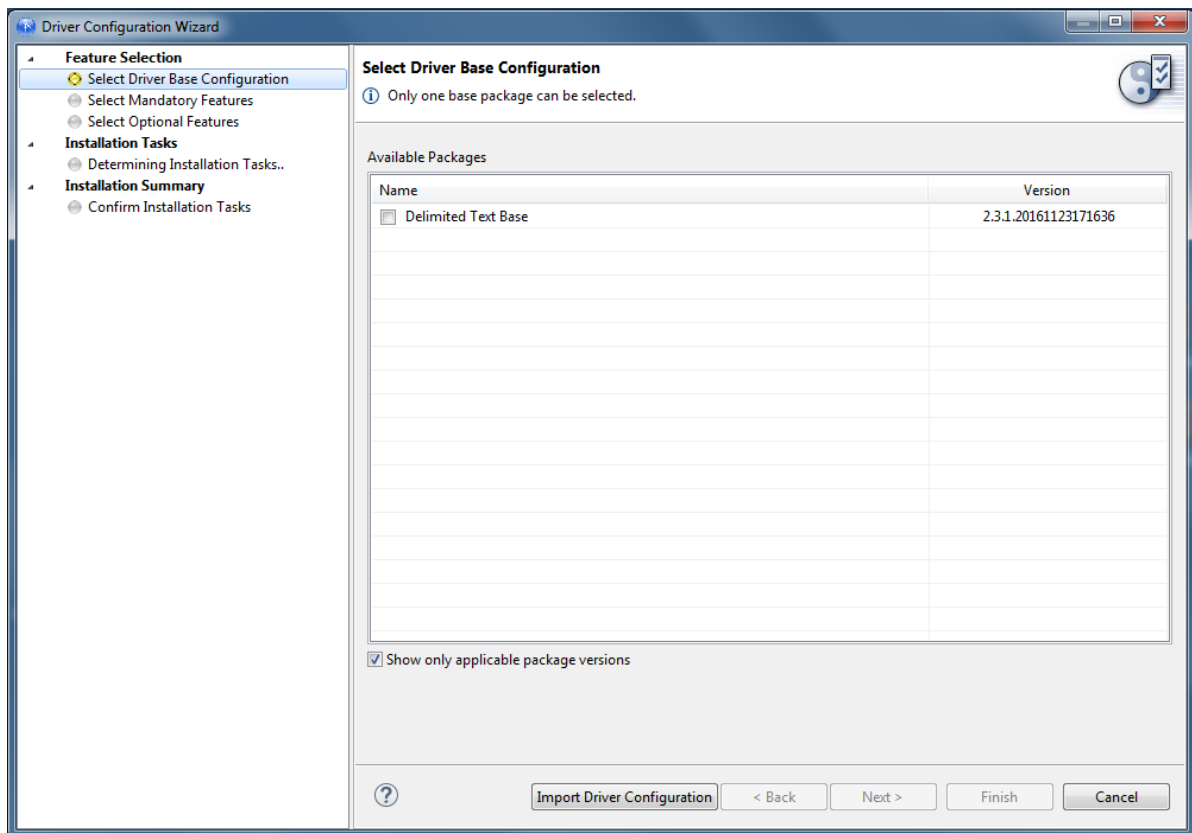 Driver Configuration Wizard
Feature Selection
Select Driver Base Configuration
Select Mandatory Features
Select Optional Features
Installation Tasks
Determining Installation Tasks..
Installation Summary
Confirm Installation Tasks
Select Driver Base Configuration
Only one base package can be selected.
Available Packages
Name Version
Delimited Text Base 2.3.1.20161123171636
Show only applicable package versions
Import Driver Configuration < Back Next > Finish Cancel